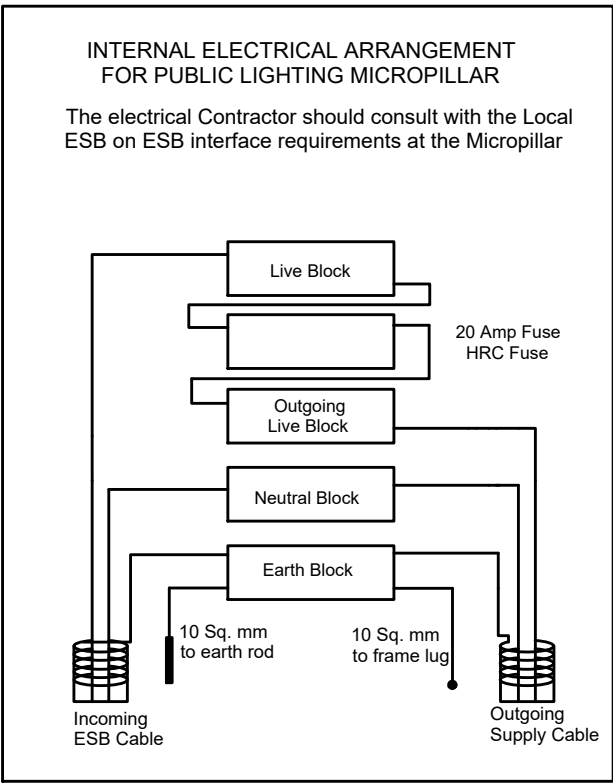 INTERNAL ELECTRICAL ARRANGEMENT
FOR PUBLIC LIGHTING MICROPILLAR
The electrical Contractor should consult with the Local
ESB on ESB interface requirements at the Micropillar
Live Block
20 Amp Fuse
HRC Fuse
Outgoing
Live Block
Neutral Block
Earth Block
10 Sq. mm
to earth rod
10 Sq. mm
to frame lug
Incoming
ESB Cable
Outgoing
Supply Cable